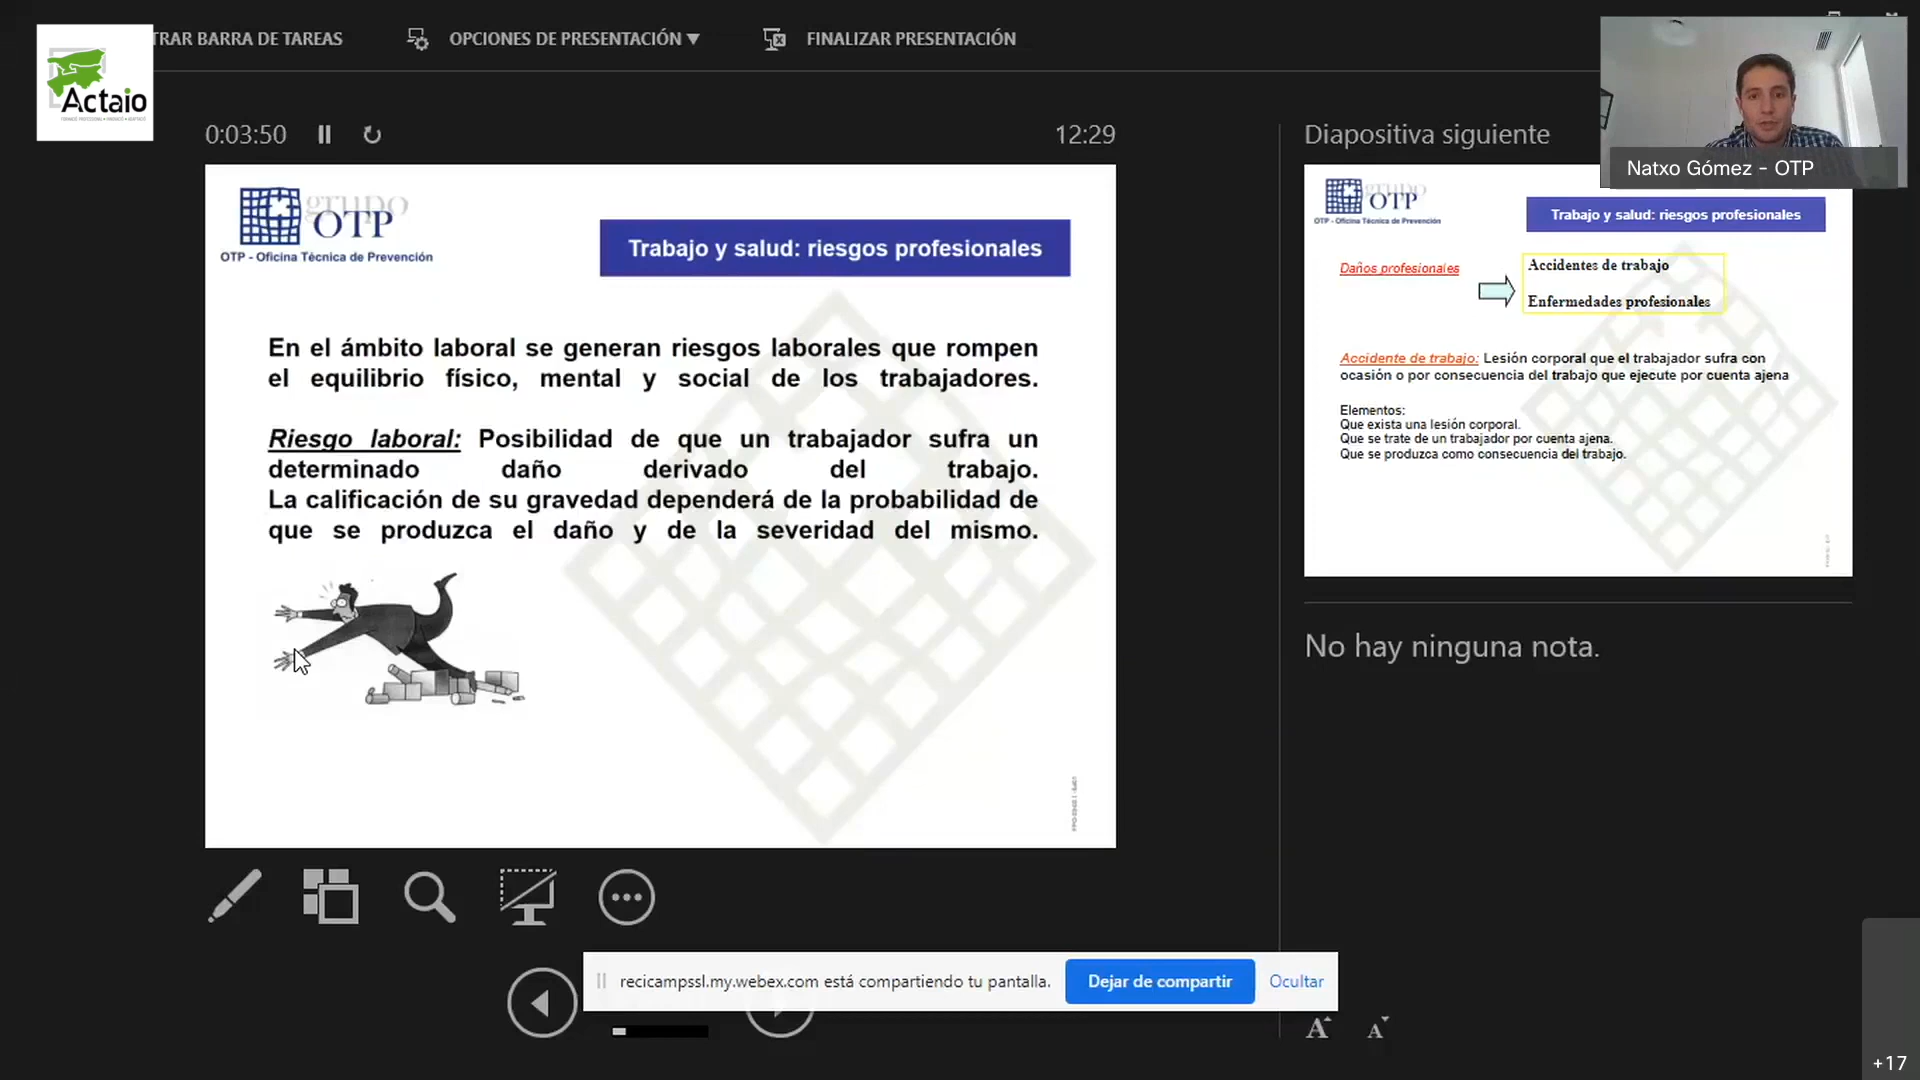 TRAR BARRA DE TAREAS
OPCIONES DE PRESENTACIÓN
FINALIZAR PRESENTACIÓN
Actaio
0:03:50
12:29
Diapositiva siguiente
Natxo Gómez - OTP
grupo
OTP
OTP - Oficina Técnica de Prevención
Trabajo y salud: riesgos profesionales
En el ámbito laboral se generan riesgos laborales que rompen
el equilibrio físico, mental y social de los trabajadores.
Riesgo laboral: Posibilidad de que un trabajador sufra un
determinado daño derivado del trabajo.
La calificación de su gravedad dependerá de la probabilidad de
que se produzca el daño y de la severidad del mismo.
grupo
OTP
OTP - Oficina Técnica de Prevención
Trabajo y salud: riesgos profesionales
Daños profesionales
Accidentes de trabajo
Enfermedades profesionales
Accidente de trabajo: Lesión corporal que el trabajador sufra con
ocasión o por consecuencia del trabajo que ejecute por cuenta ajena
Elementos:
Que exista una lesión corporal.
Que se trate de un trabajador por cuenta ajena.
Que se produzca como consecuencia del trabajo.
No hay ninguna nota.
recicampssl.my.webex.com está compartiendo tu pantalla.
Dejar de compartir
Ocultar
A A
+17